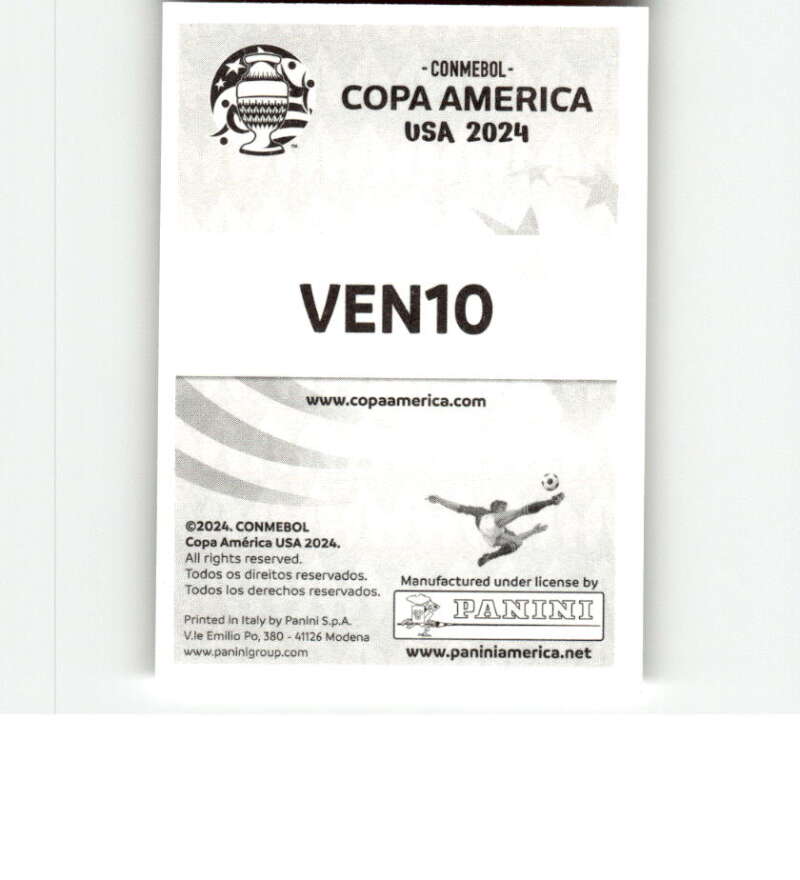 -CONMEBOL-
COPA AMERICA
USA 2024
TM
VEN10
www.copaamerica.com
©2024. CONMEBOL
Copa América USA 2024.
All rights reserved.
Todos os direitos reservados.
Todos los derechos reservados.
Printed in Italy by Panini S.p.A.
V.le Emilio Po, 380 - 41126 Modena
www.paninigroup.com
Manufactured under license by
PANINI
www.paniniamerica.net